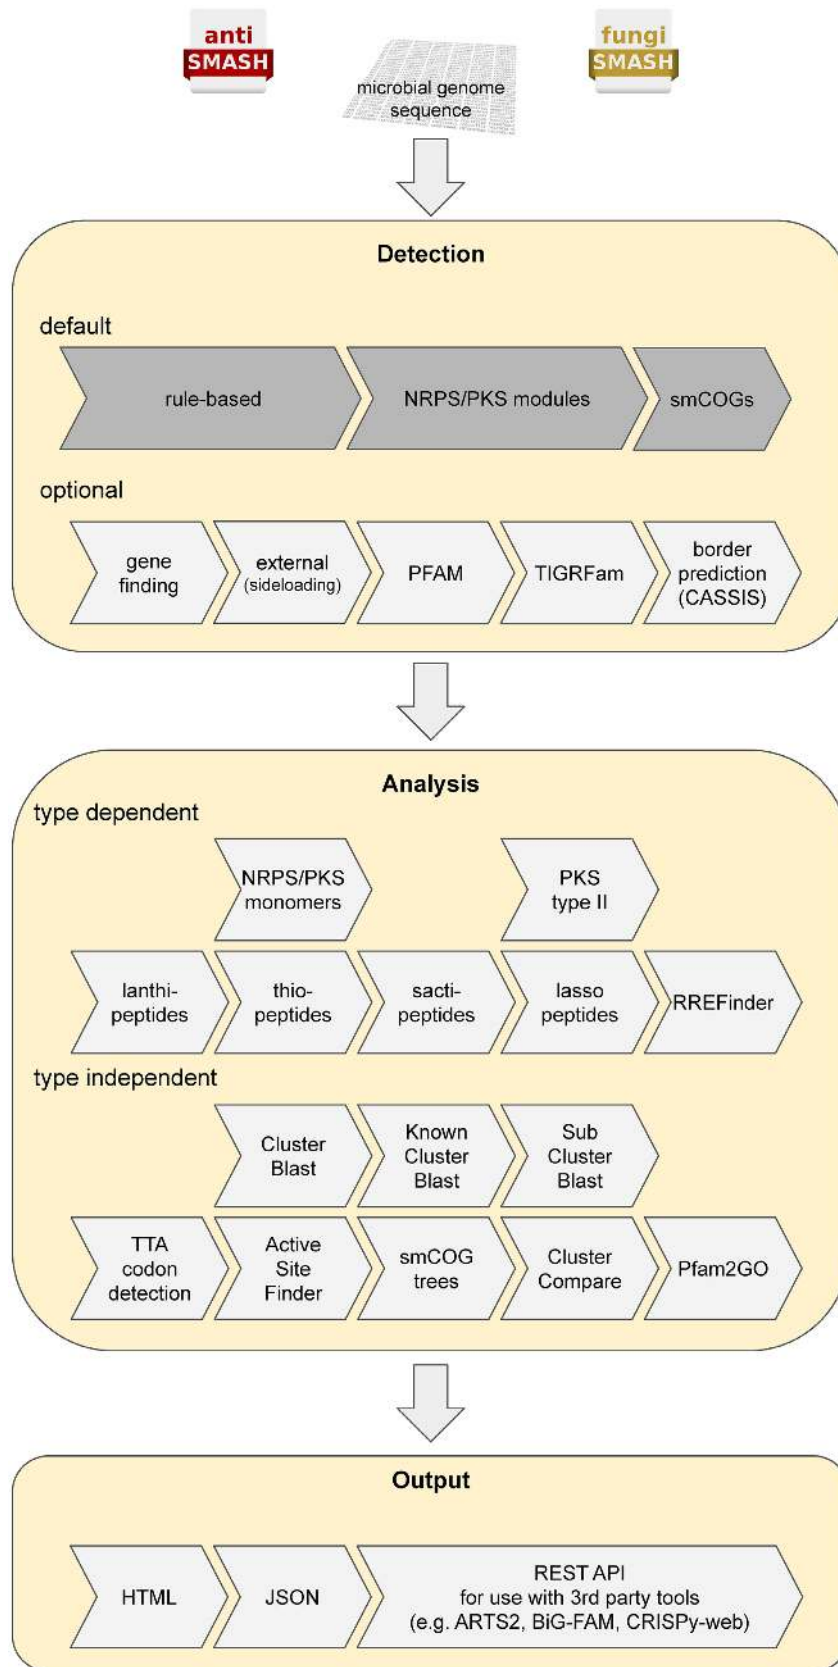 anti
SMASH
fungi
SMASH
microbial genome
sequence
Detection
default
rule-based
NRPS/PKS modules
smCOGs
optional
gene
finding
external
(sideloading)
PFAM
TIGRFam
border
prediction
(CASSIS)
Analysis
type dependent
NRPS/PKS
monomers
PKS
type II
lanthi-
peptides
thio-
peptides
sacti-
peptides
lasso
peptides
RREFinder
type independent
Cluster
Blast
Known
Cluster
Blast
Sub
Cluster
Blast
TTA
codon
detection
Active
Site
Finder
smCOG
trees
Cluster
Compare
Pfam2GO
Output
HTML
JSON
REST API
for use with 3rd party tools
(e.g. ARTS2, BiG-FAM, CRISPy-web)